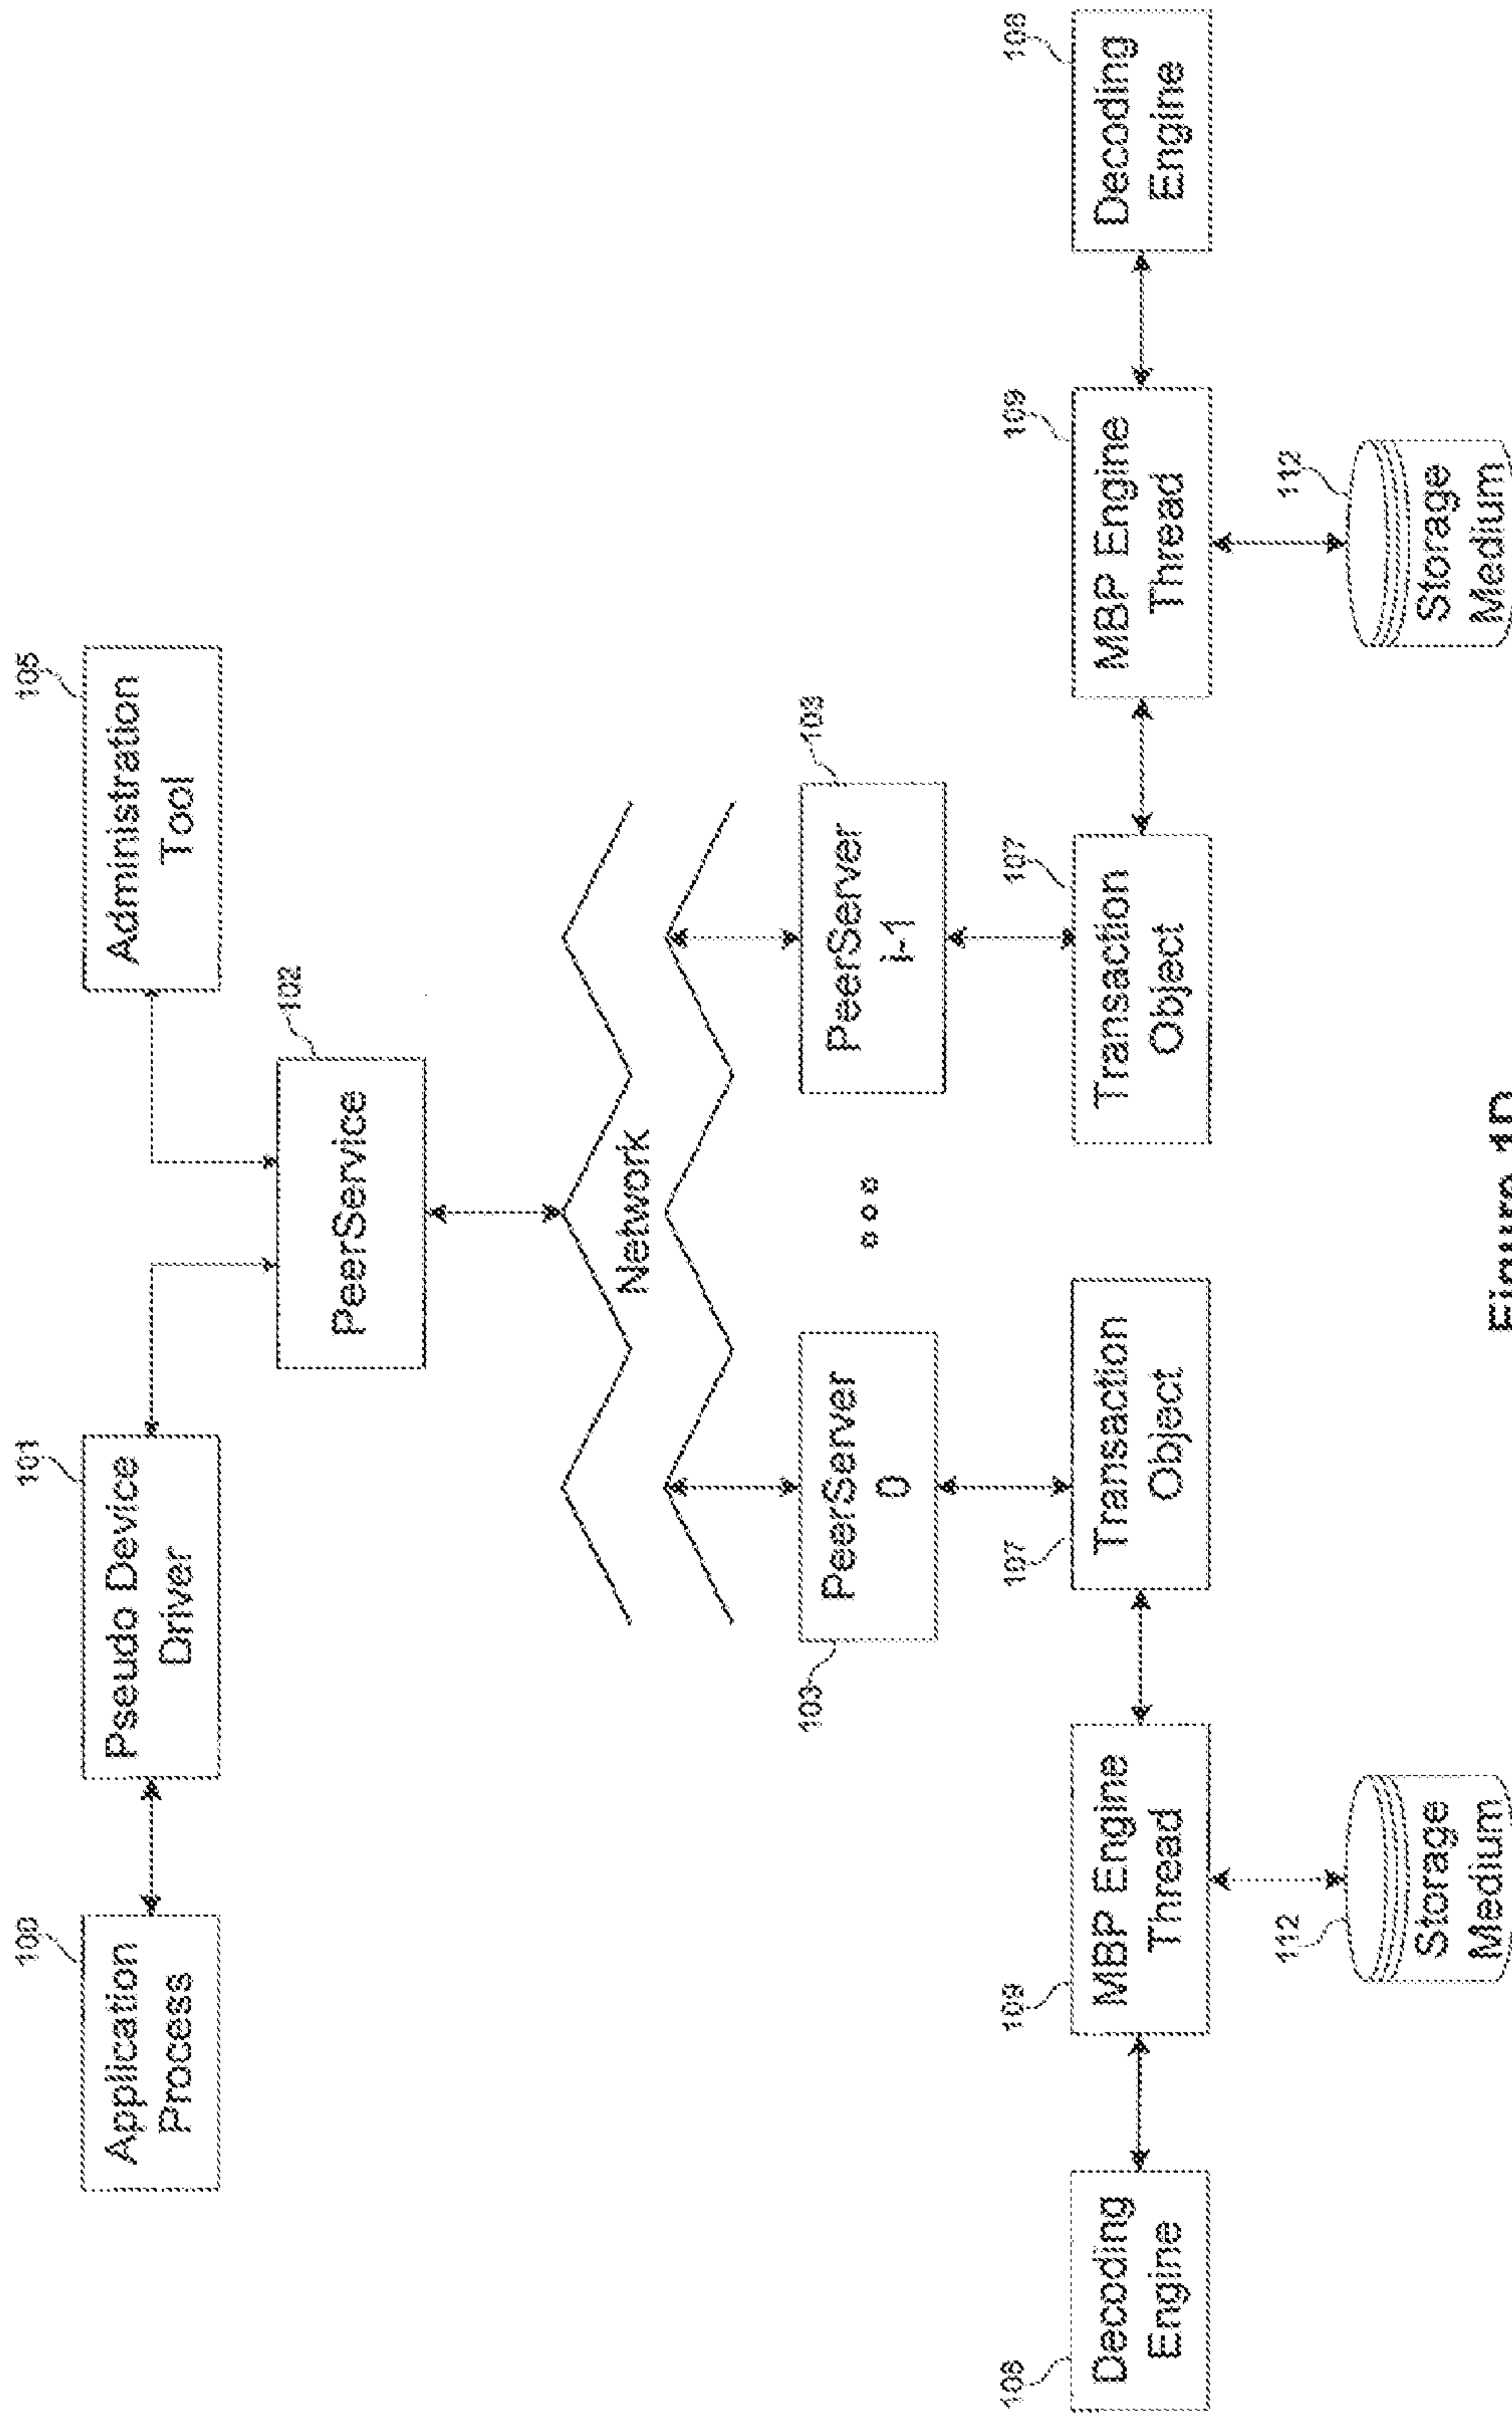 100
101
105
Application
Process
Pseudo Device
Driver
Administration
Tool
102
PeerService
Network
103
PeerServer
0
103
PeerServer
i-1
108
109
107
107
109
108
Decoding
Engine
MBP Engine
Thread
Transaction
Object
Transaction
Object
MBP Engine
Thread
Decoding
Engine
112
Storage
Medium
112
Storage
Medium
Figure 1D